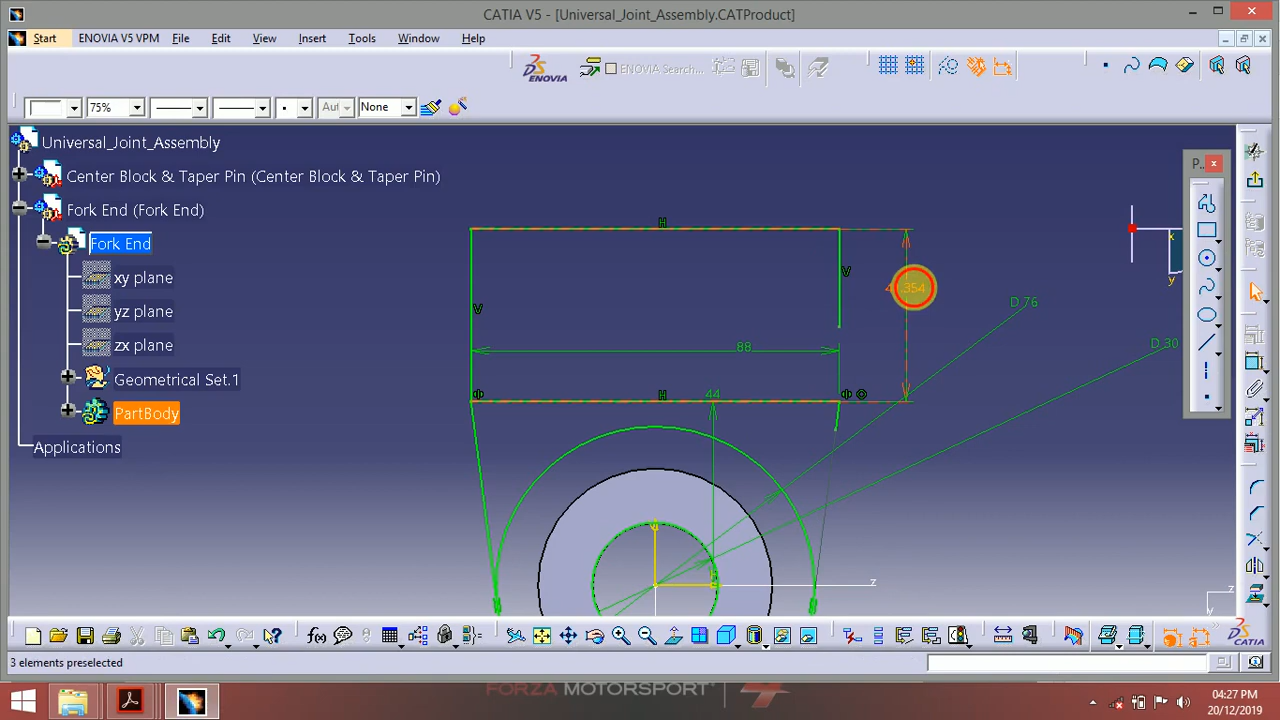 CATIA V5 - [Universal_Joint_Assembly.CATProduct]
Start ENOVIA V5 VPM File Edit View Insert Tools Window Help
ENOVIA ENOVIA Search...
75% Aut None
Universal_Joint_Assembly
Center Block & Taper Pin (Center Block & Taper Pin)
Fork End (Fork End)
Fork End
xy plane
yz plane
zx plane
Geometrical Set.1
PartBody
Applications
P..
H
V
V
.354
D 76
88
D 30
44
H
x
y
z
z
y
f(x)
CATIA
3 elements preselected
FORZA MOTORSPORT
04:27 PM
20/12/2019